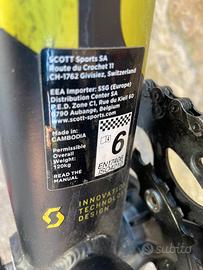 SCOTT Sports SA
Route du Crochet 11
CH-1762 Givisiez, Switzerland
EEA Importer: SSG (Europe)
Distribution Center SA
P.E.D. Zone C1, Rue du Kiell 60
6790 Aubange, Belgium
www.scott-sports.com
Made in:
CAMBODIA
Permissible
Overall
Weight:
120kg
READ THE
MANUAL
6
INNOVATION
TECHNOLOGY
DESIGN
subito